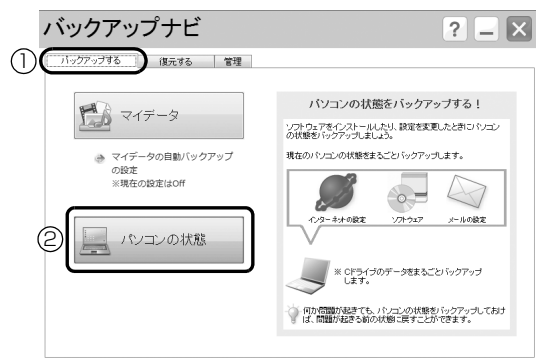 バックアップナビ
? — ×
① バックアップする 復元する 管理
マイデータ
マイデータの自動バックアップ
の設定
※現在の設定はOff
② パソコンの状態
パソコンの状態をバックアップする!
ソフトウェアをインストールしたり、設定を変更したときにパソコン
の状態をバックアップしましょう。
現在のパソコンの状態をまるごとバックアップします。
インターネットの設定 ソフトウェア メールの設定
※ Cドライブのデータをまるごとバックアップ
します。
何か問題が起きても、パソコンの状態をバックアップしておけ
ば、問題が起きる前の状態に戻すことができます。